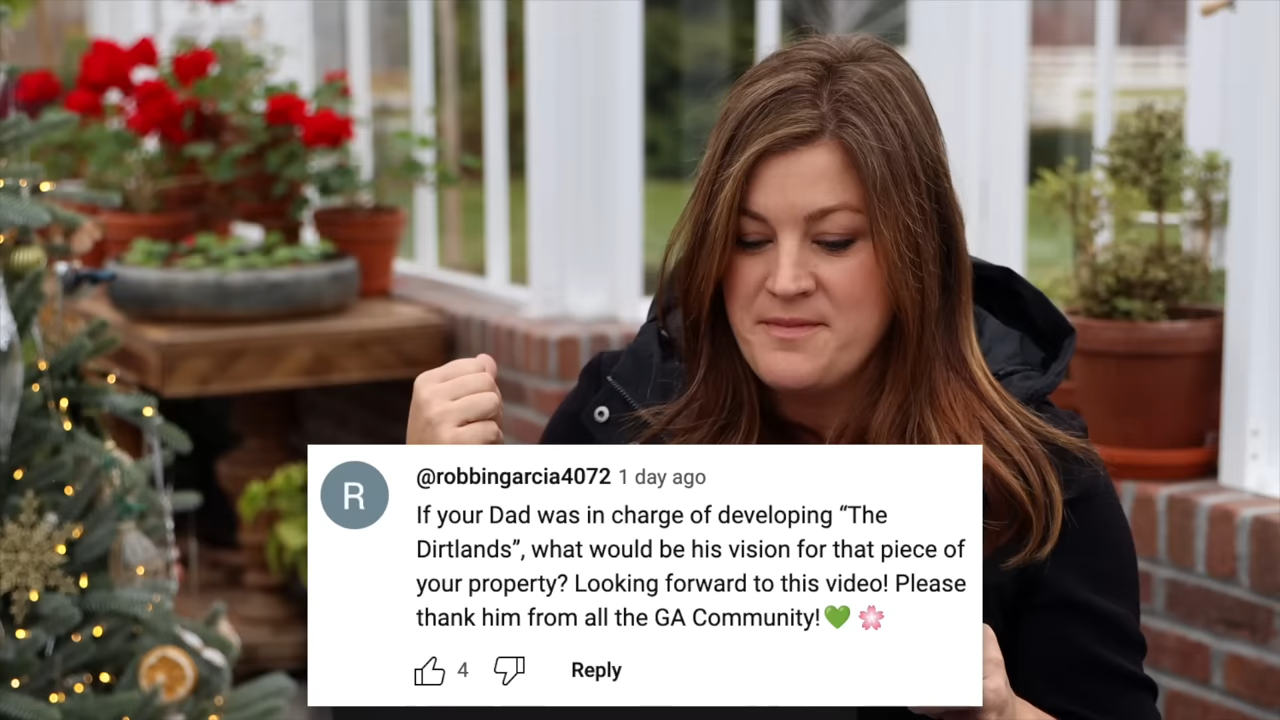 R
@robbingarcia4072 1 day ago
If your Dad was in charge of developing “The
Dirtlands”, what would be his vision for that piece of
your property? Looking forward to this video! Please
thank him from all the GA Community!💚 🌸
4
Reply